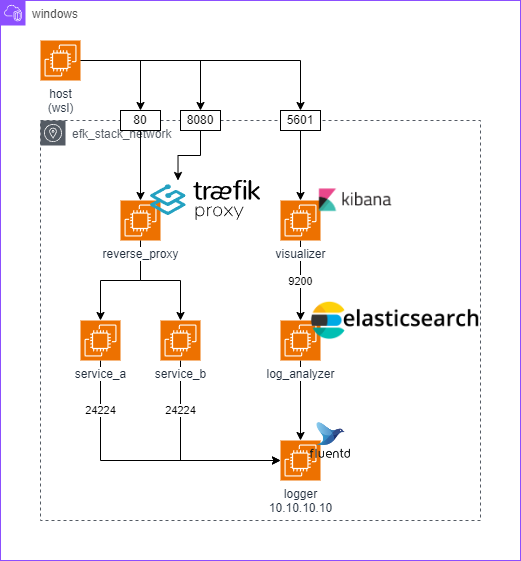 windows
host
(wsl)
80
8080
5601
efk_stack_network
træfik
proxy
kibana
reverse_proxy
visualizer
9200
elasticsearch
service_a
service_b
log_analyzer
24224
24224
fluentd
logger
10.10.10.10